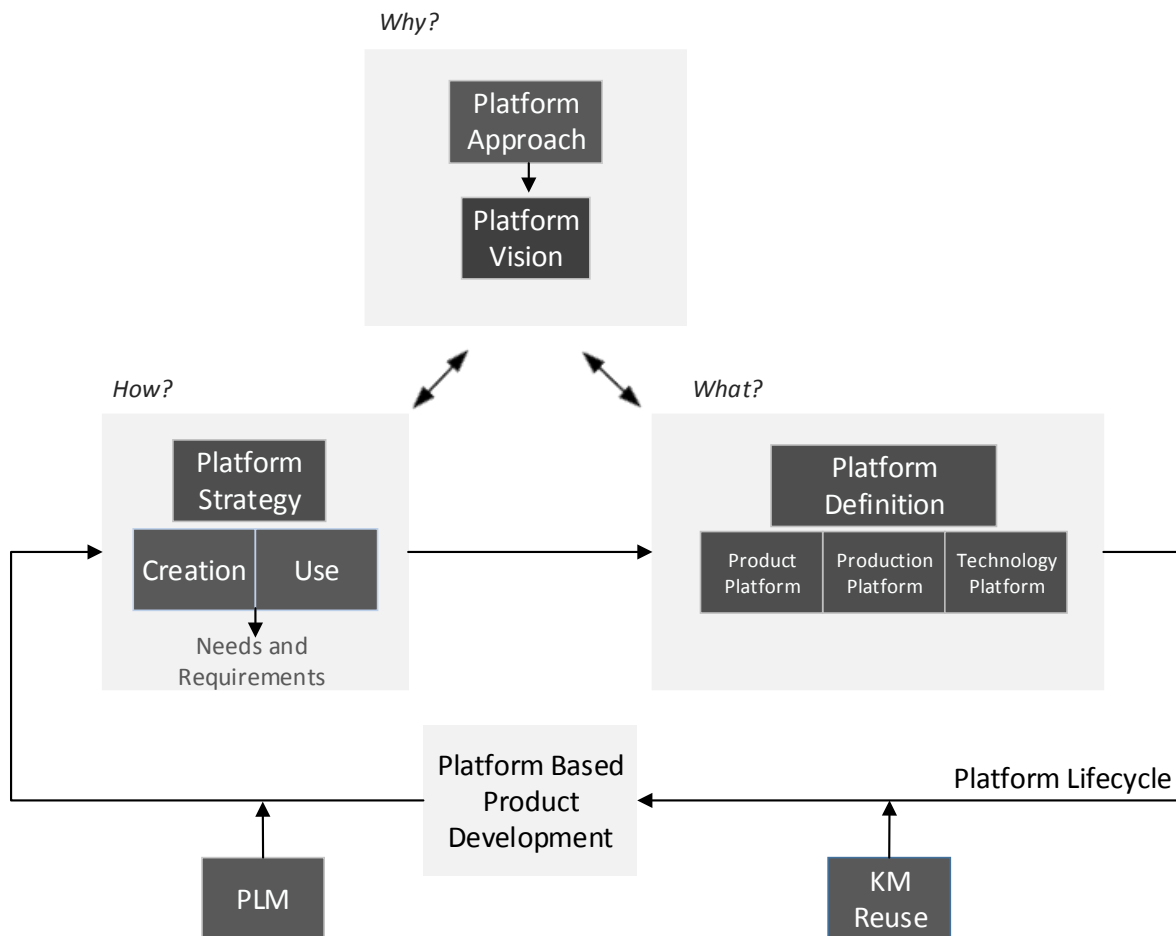 Why?
Platform
Approach
Platform
Vision
How?
What?
Platform
Strategy
Creation
Use
Needs and
Requirements
Platform
Definition
Product
Platform
Production
Platform
Technology
Platform
Platform Based
Product
Development
Platform Lifecycle
PLM
KM
Reuse